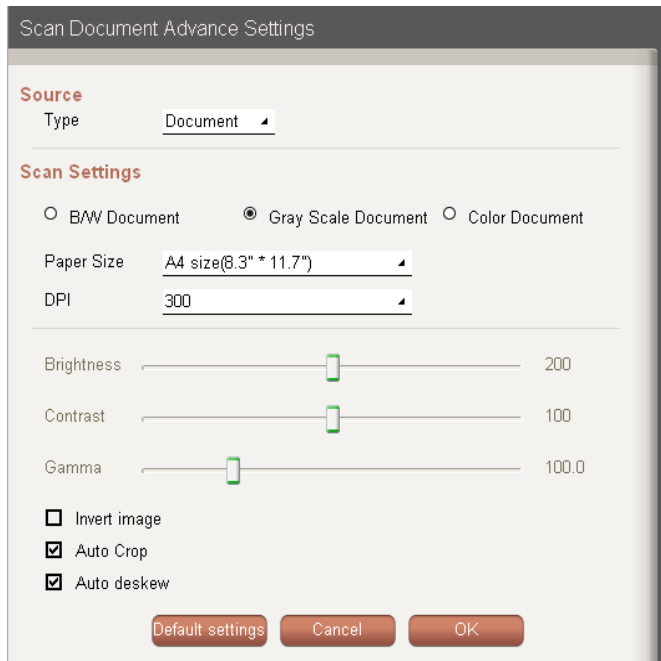 Scan Document Advance Settings
Source
Type Document
Scan Settings
B/W Document Gray Scale Document Color Document
Paper Size A4 size(8.3" * 11.7")
DPI 300
Brightness 200
Contrast 100
Gamma 100.0
Invert image
Auto Crop
Auto deskew
Default settings Cancel OK